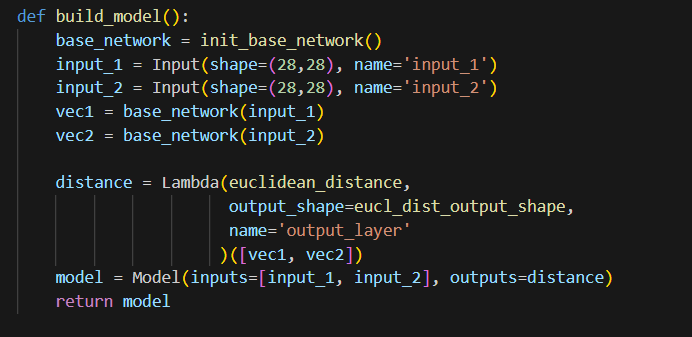 def build_model():
    base_network = init_base_network()
    input_1 = Input(shape=(28,28), name='input_1')
    input_2 = Input(shape=(28,28), name='input_2')
    vec1 = base_network(input_1)
    vec2 = base_network(input_2)

    distance = Lambda(euclidean_distance,
                      output_shape=eucl_dist_output_shape,
                      name='output_layer'
                     )([vec1, vec2])
    model = Model(inputs=[input_1, input_2], outputs=distance)
    return model